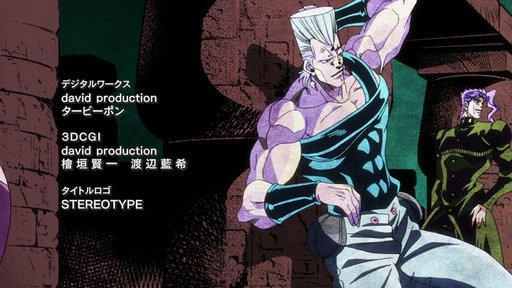 デジタルワークス
david production
タービーポン
3DCGI
david production
檜垣賢一　渡辺藍希
タイトルロゴ
STEREOTYPE